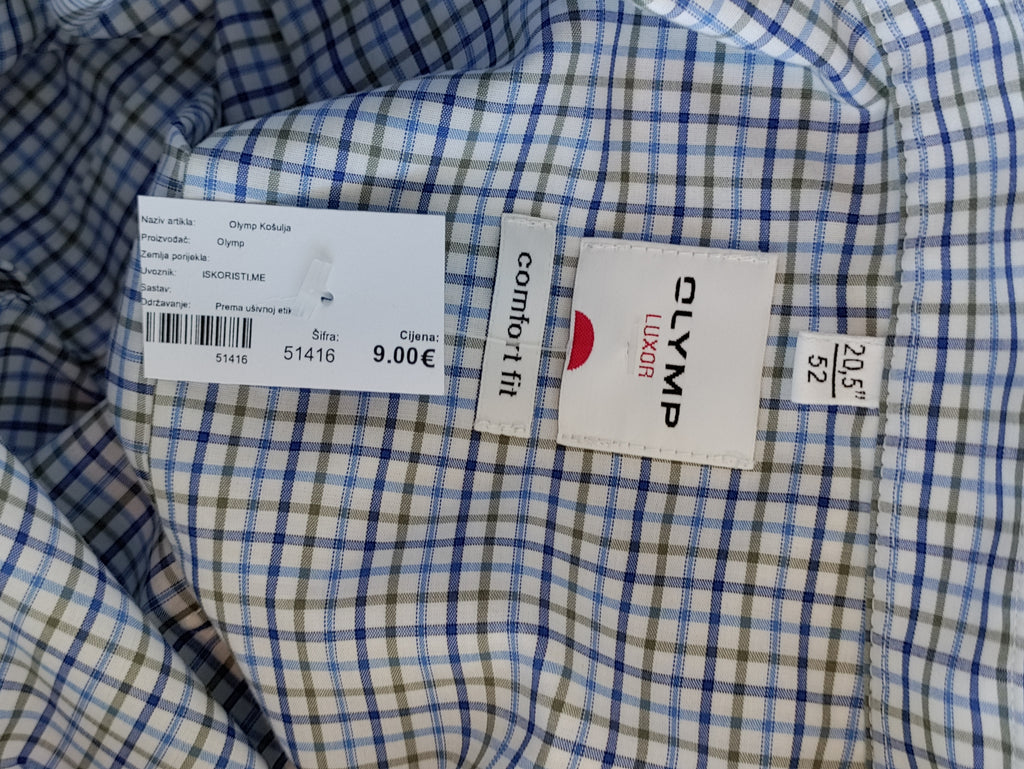 Naziv artikla: Olymp Košulja
Proizvođač: Olymp
Zemlja porijekla:
Uvoznik: ISKORISTI.ME
Sastav:
Održavanje: Prema ušivnoj etik
51416
Šifra:
51416
Cijena:
9.00€
comfort fit
OLYMP
LUXOR
20,5"
52